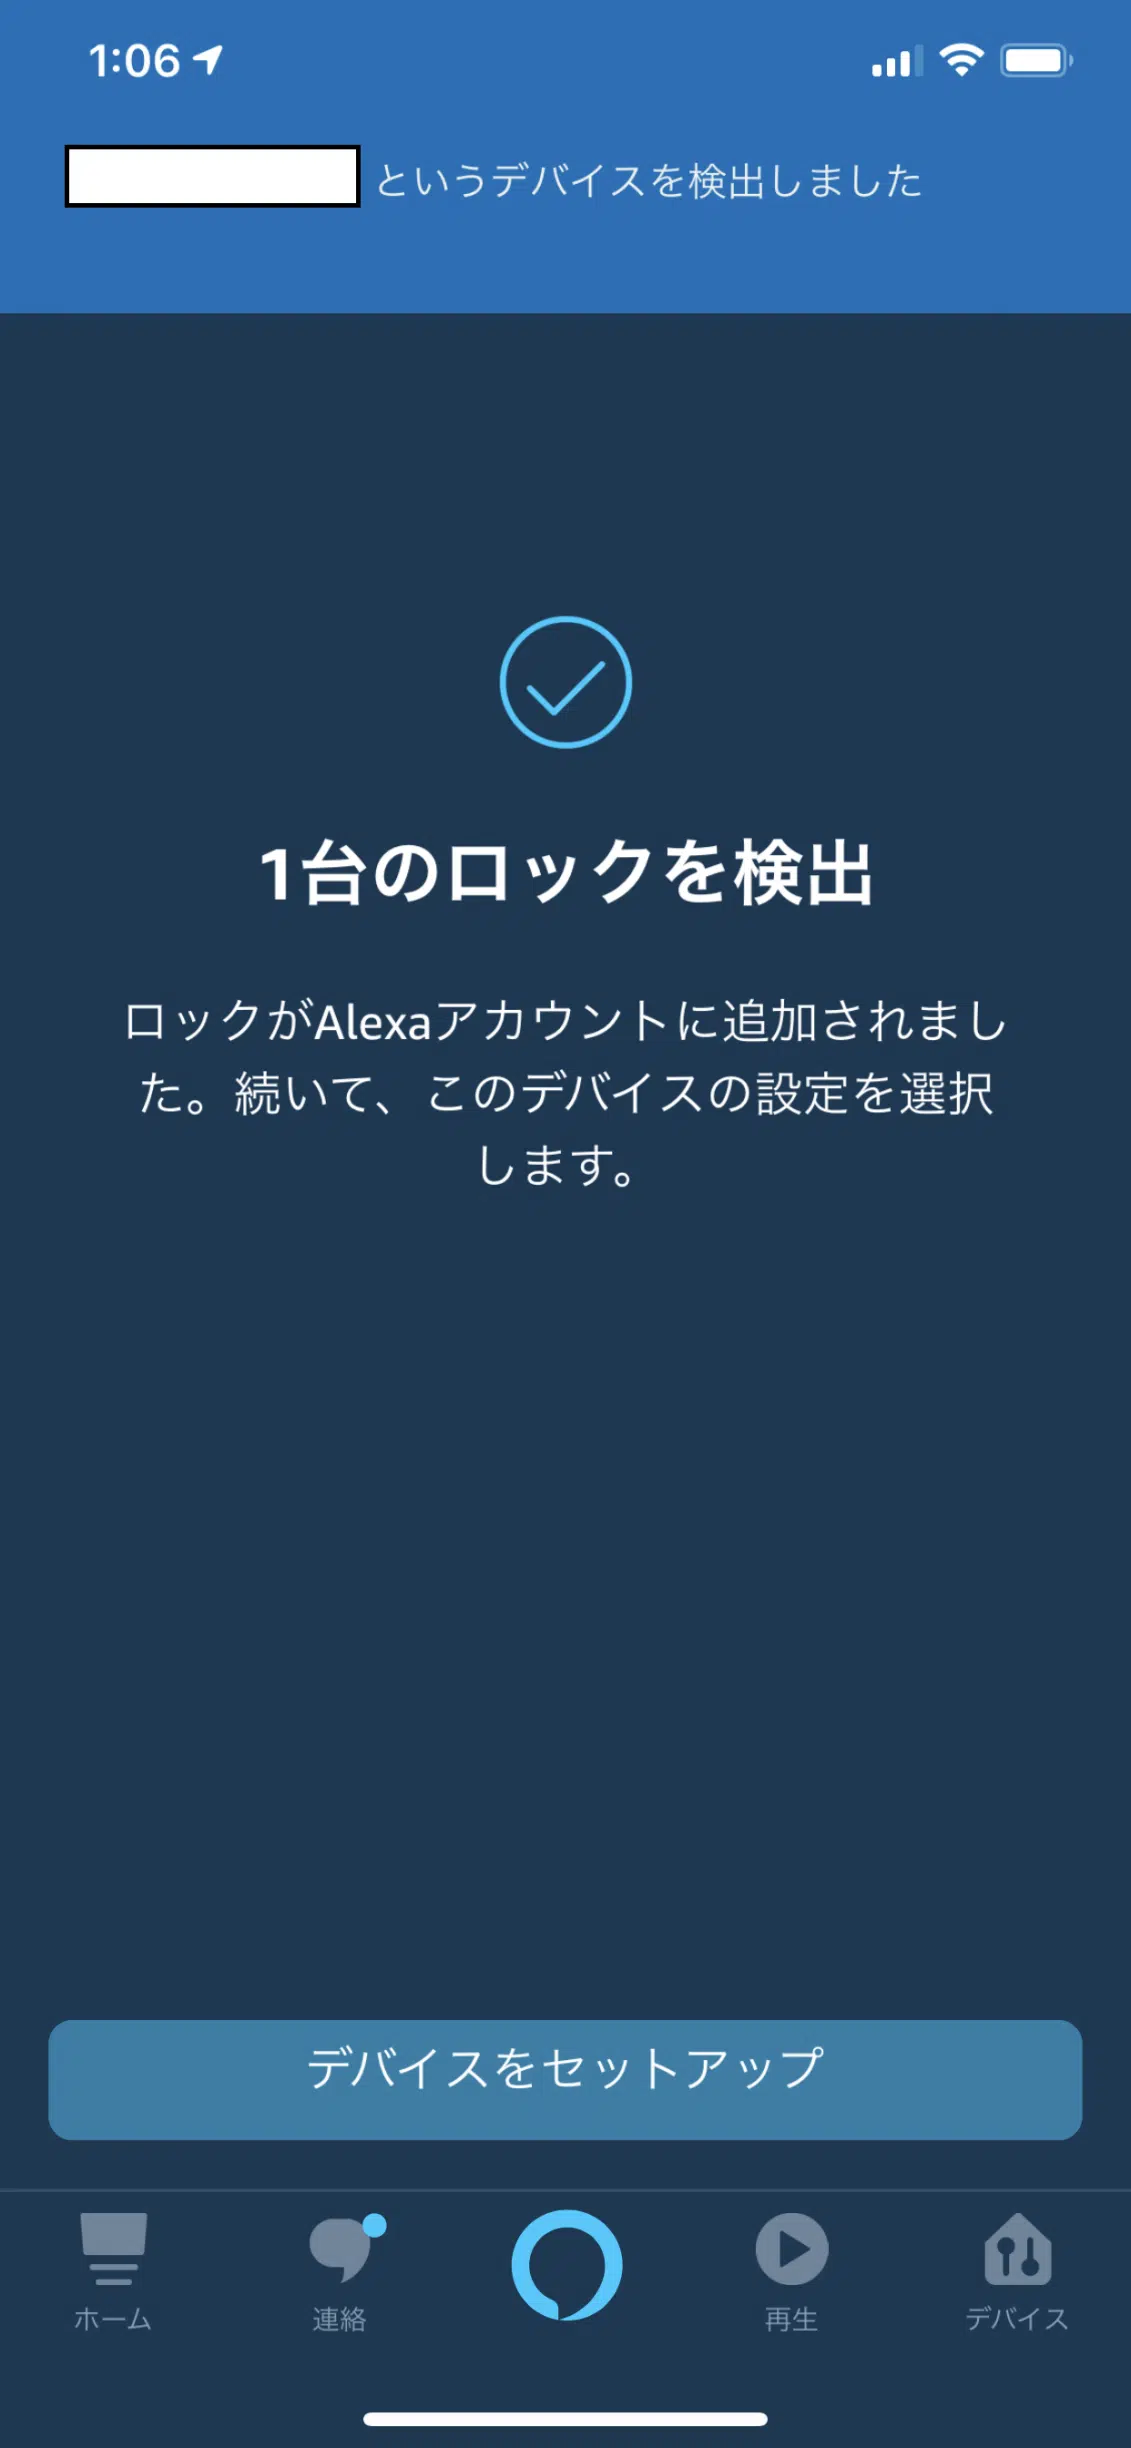 1:06
というデバイスを検出しました
1台のロックを検出
ロックがAlexaアカウントに追加されまし
た。続いて、このデバイスの設定を選択
します。
デバイスをセットアップ
ホーム
連絡
再生
デバイス